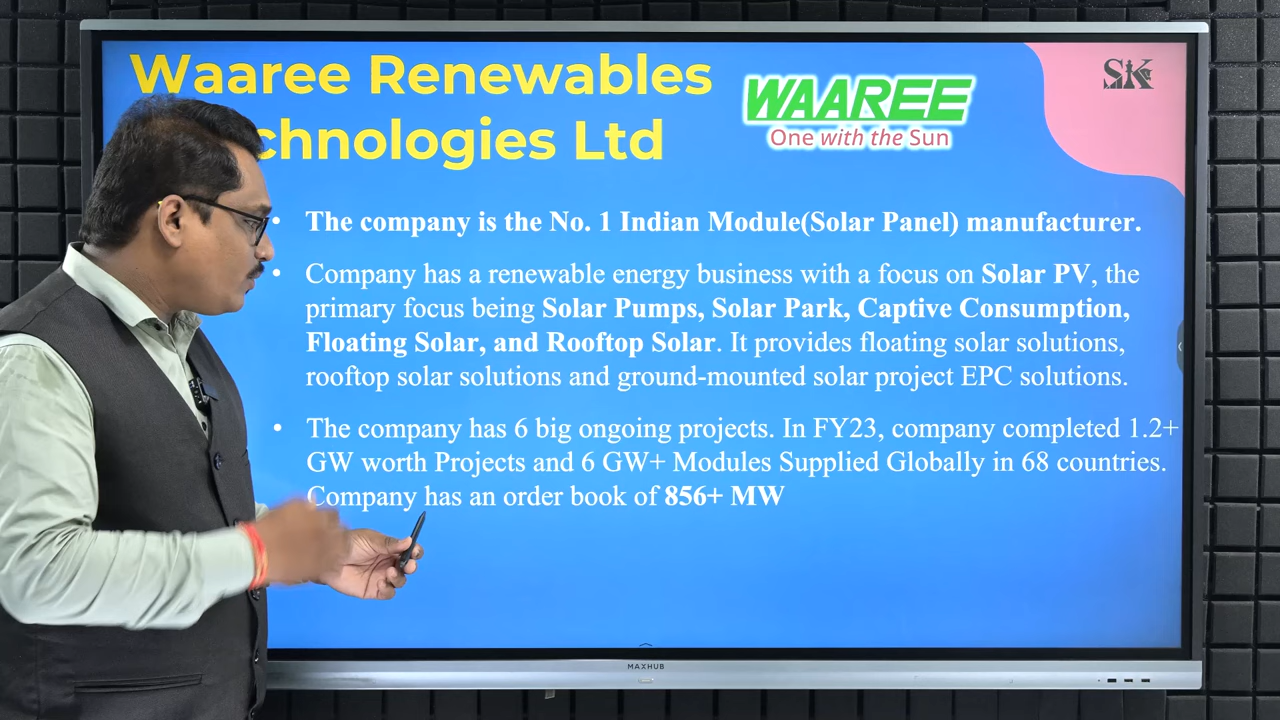 Waaree Renewables
chnologies Ltd
WAAREE
One with the Sun
SK
• The company is the No. 1 Indian Module(Solar Panel) manufacturer.
• Company has a renewable energy business with a focus on Solar PV, the
primary focus being Solar Pumps, Solar Park, Captive Consumption,
Floating Solar, and Rooftop Solar. It provides floating solar solutions,
rooftop solar solutions and ground-mounted solar project EPC solutions.
• The company has 6 big ongoing projects. In FY23, company completed 1.2+
GW worth Projects and 6 GW+ Modules Supplied Globally in 68 countries.
Company has an order book of 856+ MW
MAXHUB